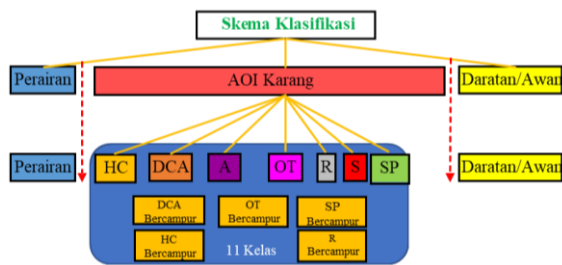 Skema Klasifikasi
Perairan
AOI Karang
Daratan/Awan
Perairan
HC
DCA
A
OT
R
S
SP
Daratan/Awan
DCA
Bercampur
OT
Bercampur
SP
Bercampur
HC
Bercampur
11 Kelas
R
Bercampur